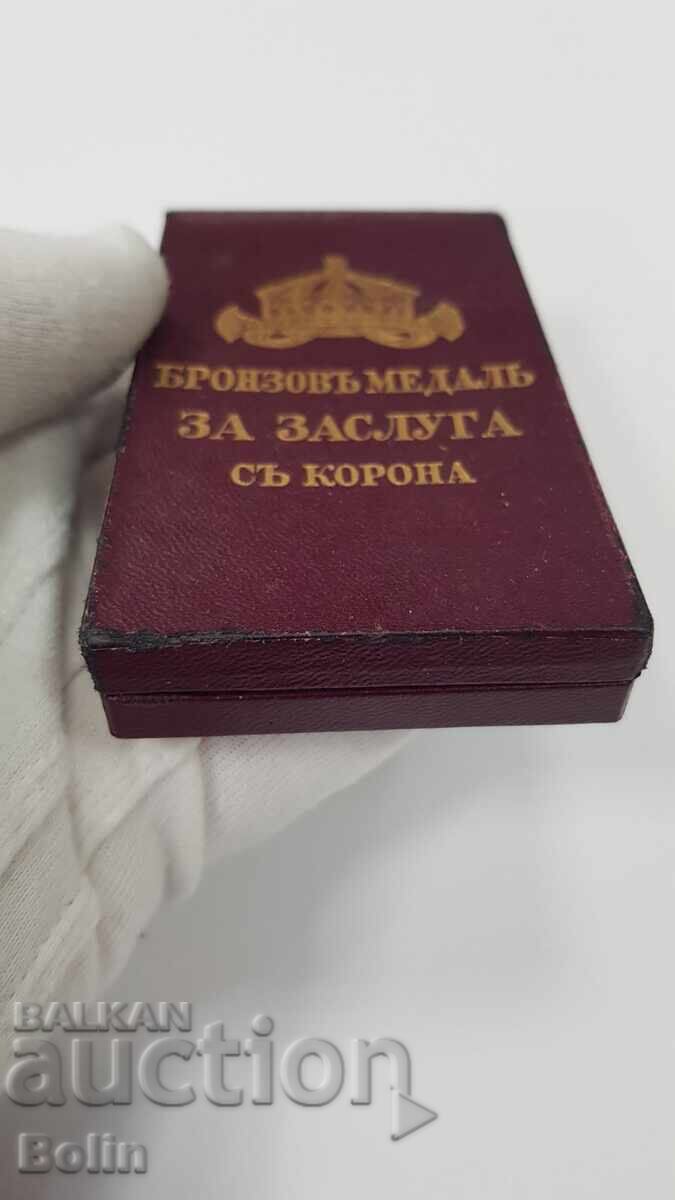 БРОНЗОВЪ МЕДАЛЬ
ЗА ЗАСЛУГА
СЪ КОРОНА
BALKAN
auction
Bolin